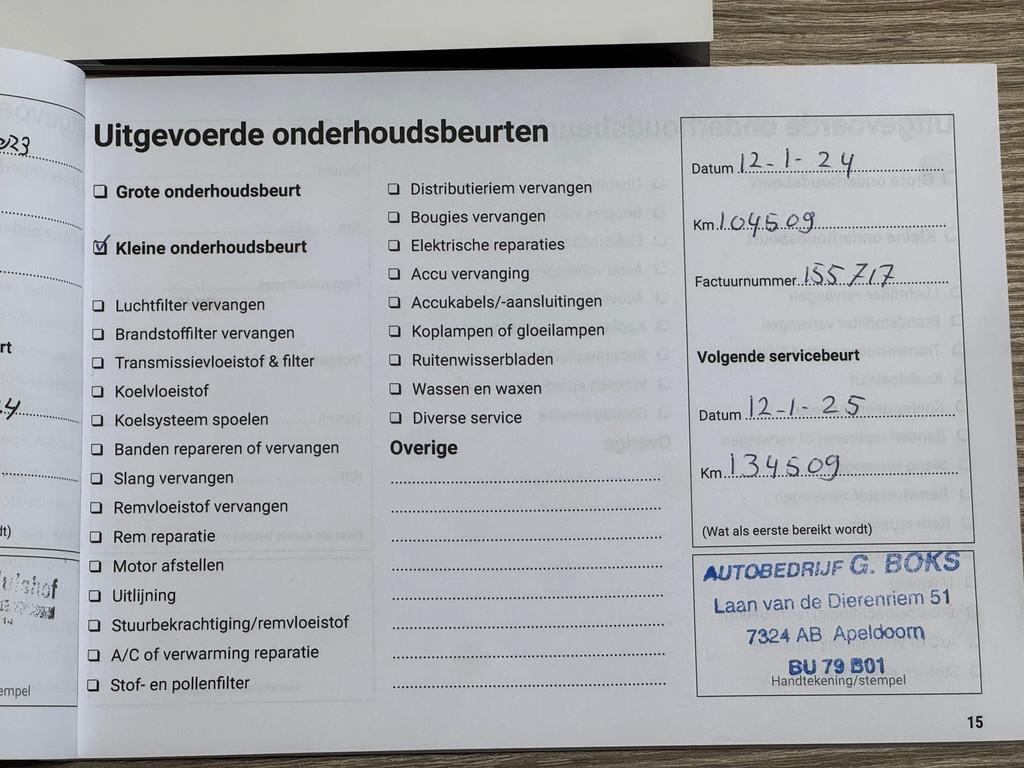 Uitgevoerde onderhoudsbeurten
Grote onderhoudsbeurt
Kleine onderhoudsbeurt
Luchtfilter vervangen
Brandstoffilter vervangen
Transmissievloeistof & filter
Koelvloeistof
Koelsysteem spoelen
Banden repareren of vervangen
Slang vervangen
Remvloeistof vervangen
Rem reparatie
Motor afstellen
Uitlijning
Stuurbekrachtiging/remvloeistof
A/C of verwarming reparatie
Stof- en pollenfilter
Distributieriem vervangen
Bougies vervangen
Elektrische reparaties
Accu vervanging
Accukabels/-aansluitingen
Koplampen of gloeilampen
Ruitenwisserbladen
Wassen en waxen
Diverse service
Overige
Datum 12-1-24
Km 104509
Factuurnummer 155717
Volgende servicebeurt
Datum 12-1-25
Km 134509
(Wat als eerste bereikt wordt)
AUTOBEDRIJF G. BOKS
Laan van de Dierenriem 51
7324 AB Apeldoorn
BU 79 B01
Handtekening/stempel
15